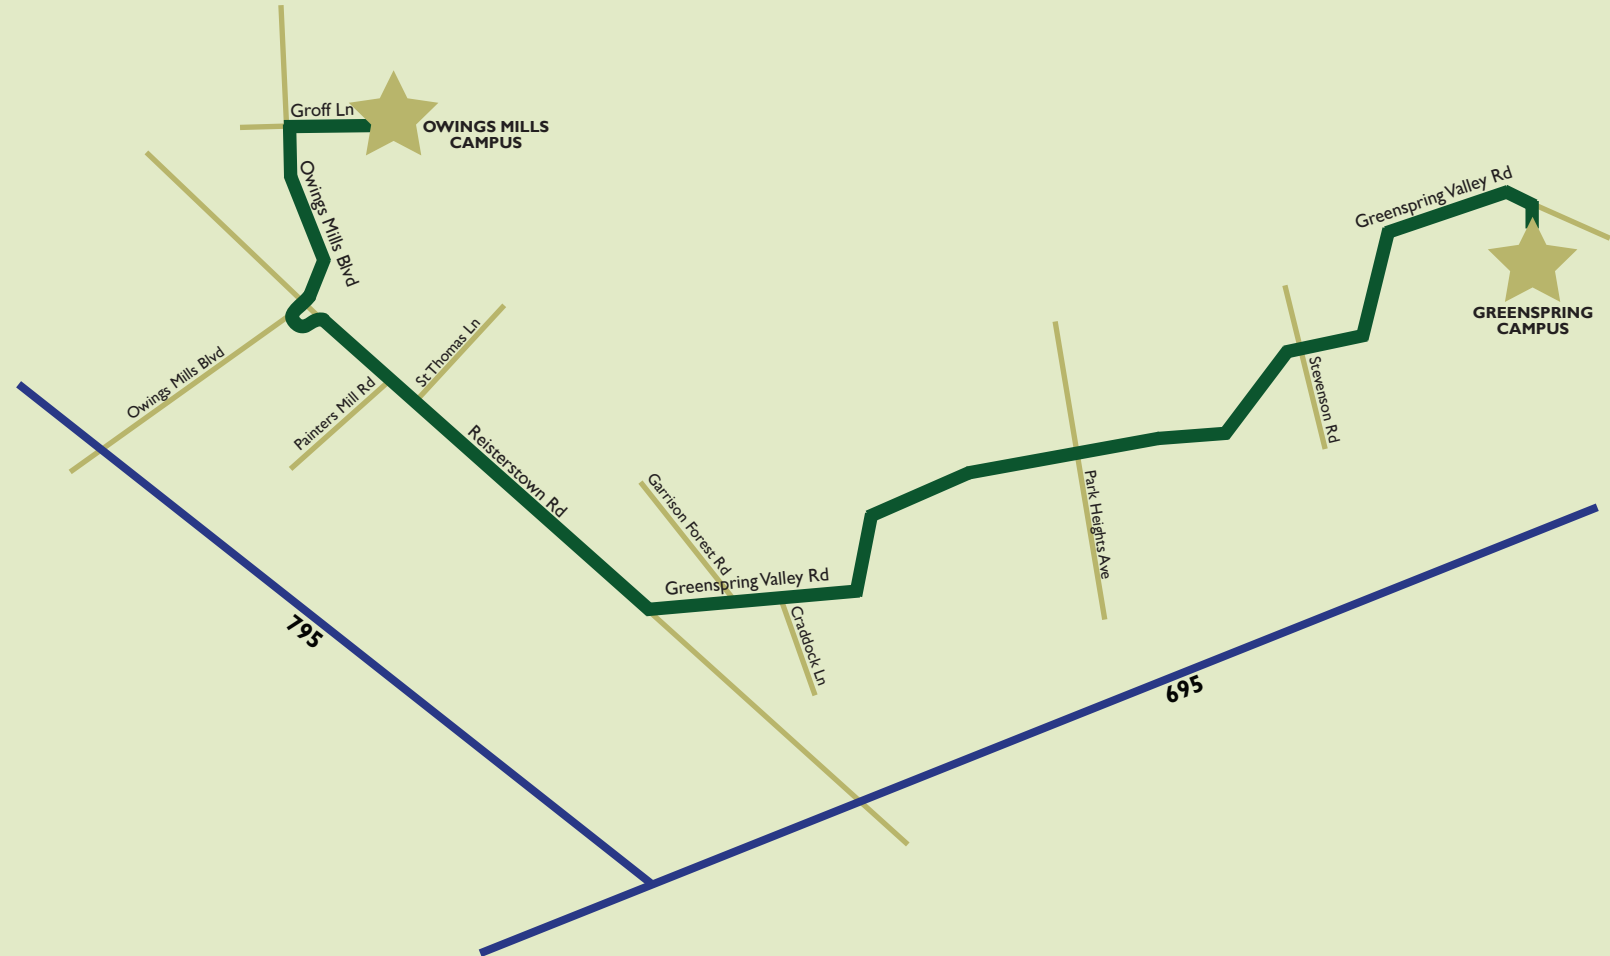 Groff Ln
OWINGS MILLS
CAMPUS
Owings Mills Blvd
Greenspring Valley Rd
GREENSPRING
CAMPUS
Owings Mills Blvd
Painters Mill Rd
St Thomas Ln
Stevenson Rd
Reisterstown Rd
Garrison Forest Rd
Park Heights Ave
Greenspring Valley Rd
Craddock Ln
795
695